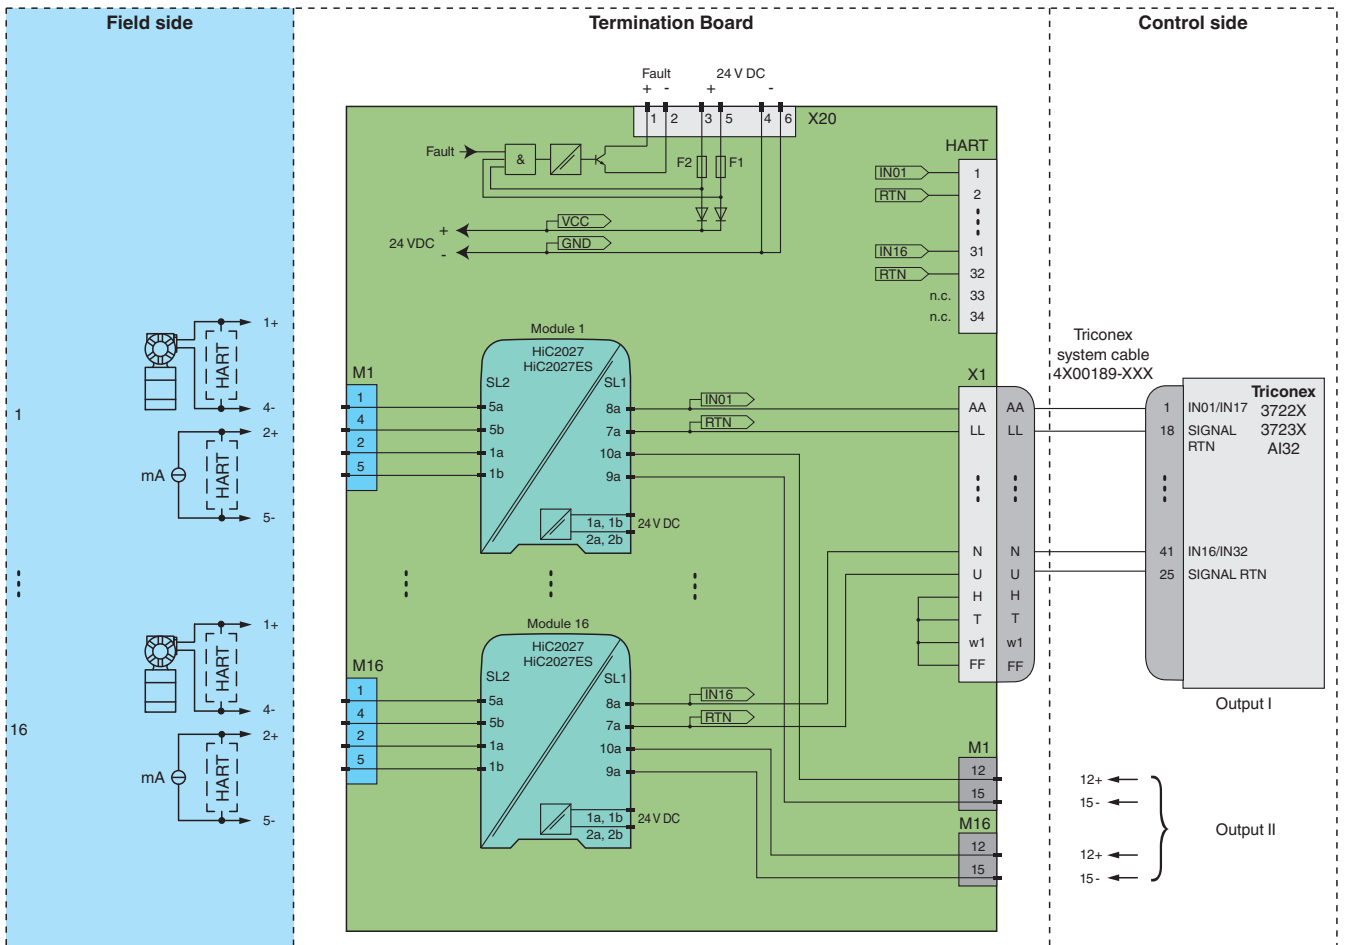 Field side
Termination Board
Control side
Fault
24 V DC
+ -
+ -
1 2 3 5 4 6
X20
Fault
&
F2
F1
VCC
+
24 VDC
-
GND
HART
IN01
1
RTN
2
IN16
31
RTN
32
n.c.
33
n.c.
34
1
HART
1+
4-
mA
HART
2+
5-
M1
1
4
2
5
Module 1
HiC2027
HiC2027ES
SL2
SL1
5a
5b
1a
1b
8a
7a
10a
9a
1a, 1b
2a, 2b
24 V DC
IN01
RTN
X1
AA
LL
N
U
H
T
w1
FF
AA
LL
N
U
H
T
w1
FF
Triconex
system cable
4X00189-XXX
1
18
41
25
IN01/IN17
SIGNAL
RTN
IN16/IN32
SIGNAL RTN
Triconex
3722X
3723X
AI32
Output I
16
HART
1+
4-
mA
HART
2+
5-
M16
1
4
2
5
Module 16
HiC2027
HiC2027ES
SL2
SL1
5a
5b
1a
1b
8a
7a
10a
9a
1a, 1b
2a, 2b
24 V DC
IN16
RTN
M1
12
15
M16
12
15
12+
15-
12+
15-
Output II